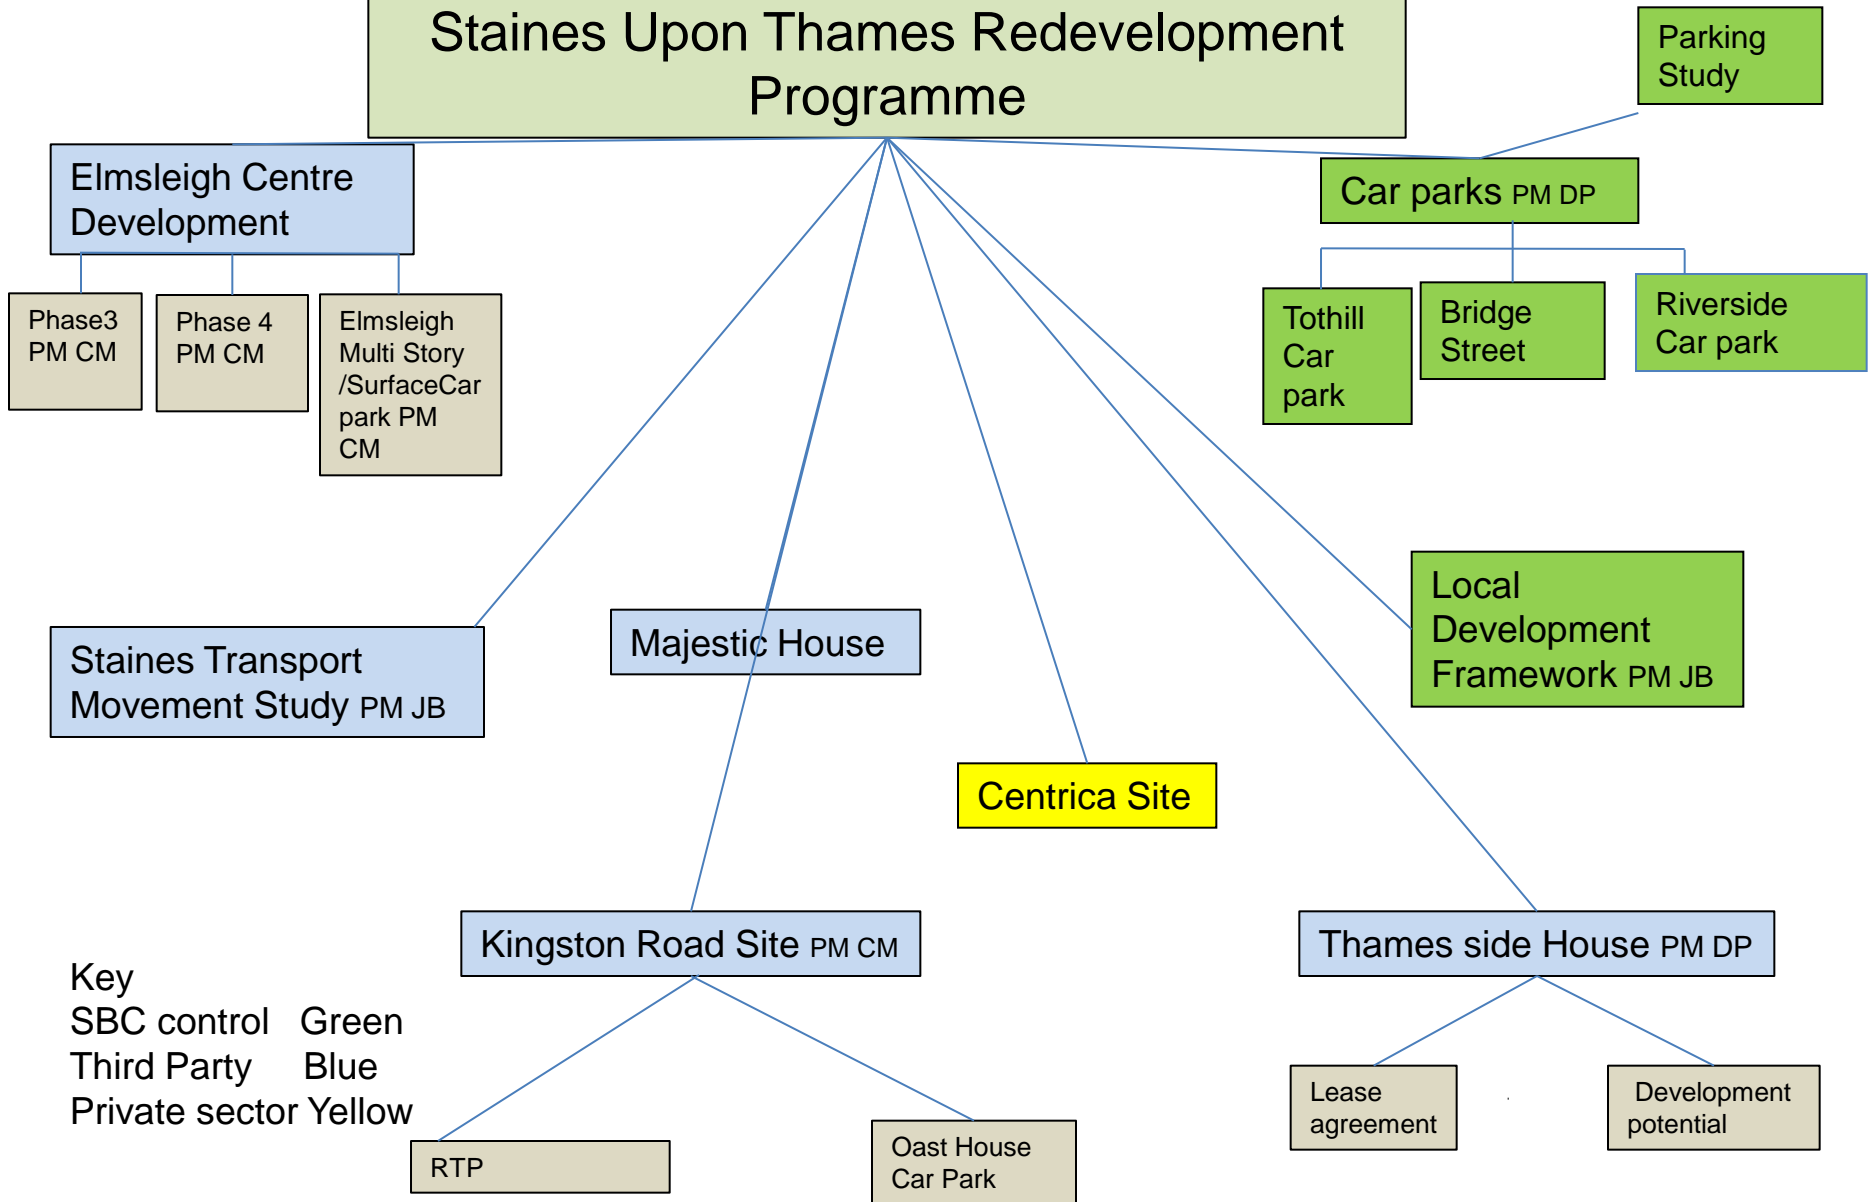 Staines Upon Thames Redevelopment
Programme
Parking
Study
Elmsleigh Centre
Development
Car parks PM DP
Phase3
PM CM
Phase 4
PM CM
Elmsleigh
Multi Story
/SurfaceCar
park PM
CM
Tothill
Car
park
Bridge
Street
Riverside
Car park
Local
Development
Framework PM JB
Staines Transport
Movement Study PM JB
Majestic House
Centrica Site
Kingston Road Site PM CM
Thames side House PM DP
Key
SBC control Green
Third Party Blue
Private sector Yellow
RTP
Oast House
Car Park
Lease
agreement
Development
potential